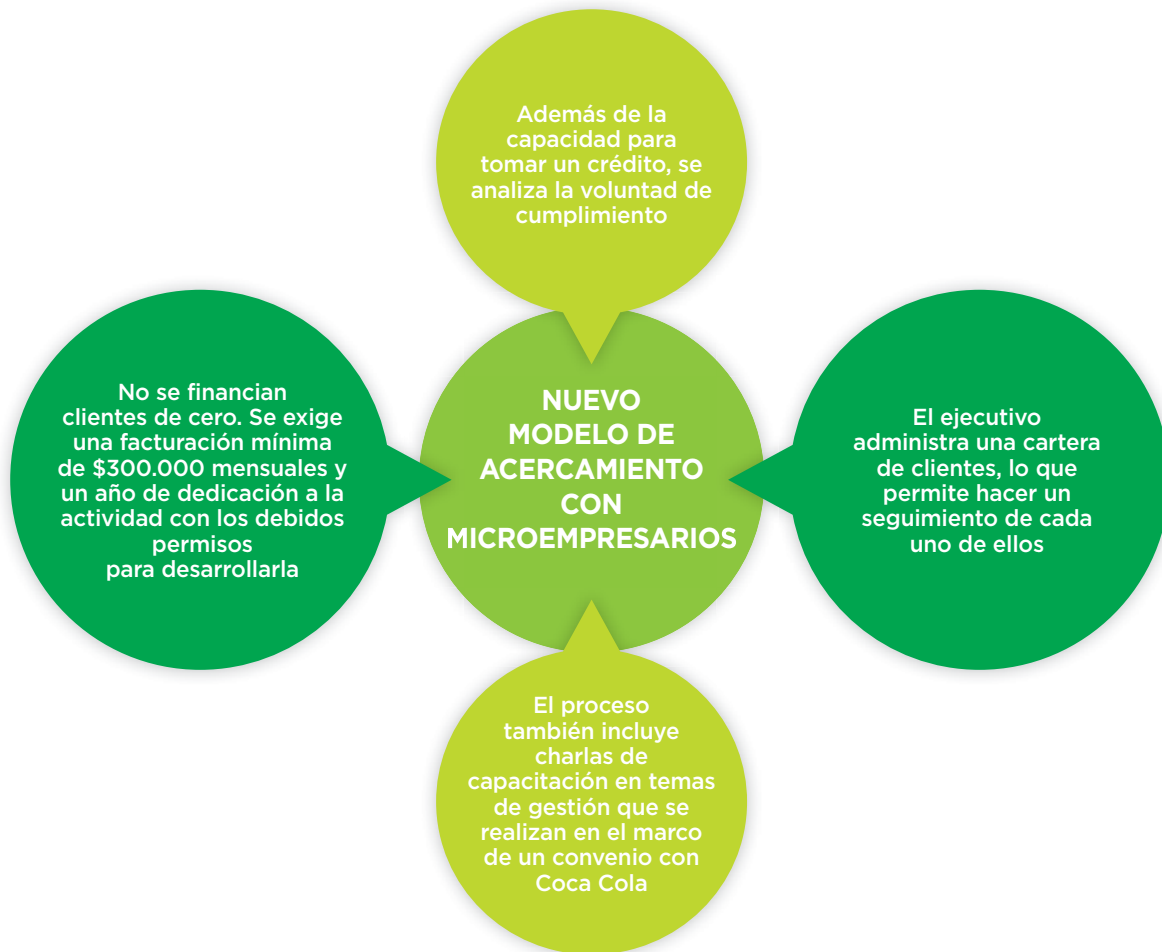 Además de la
capacidad para
tomar un crédito, se
analiza la voluntad de
cumplimiento
No se financian
clientes de cero. Se exige
una facturación mínima
de $300.000 mensuales y
un año de dedicación a la
actividad con los debidos
permisos
para desarrollarla
NUEVO
MODELO DE
ACERCAMIENTO
CON
MICROEMPRESARIOS
El ejecutivo
administra una cartera
de clientes, lo que
permite hacer un
seguimiento de cada
uno de ellos
El proceso
también incluye
charlas de
capacitación en temas
de gestión que se
realizan en el marco
de un convenio con
Coca Cola